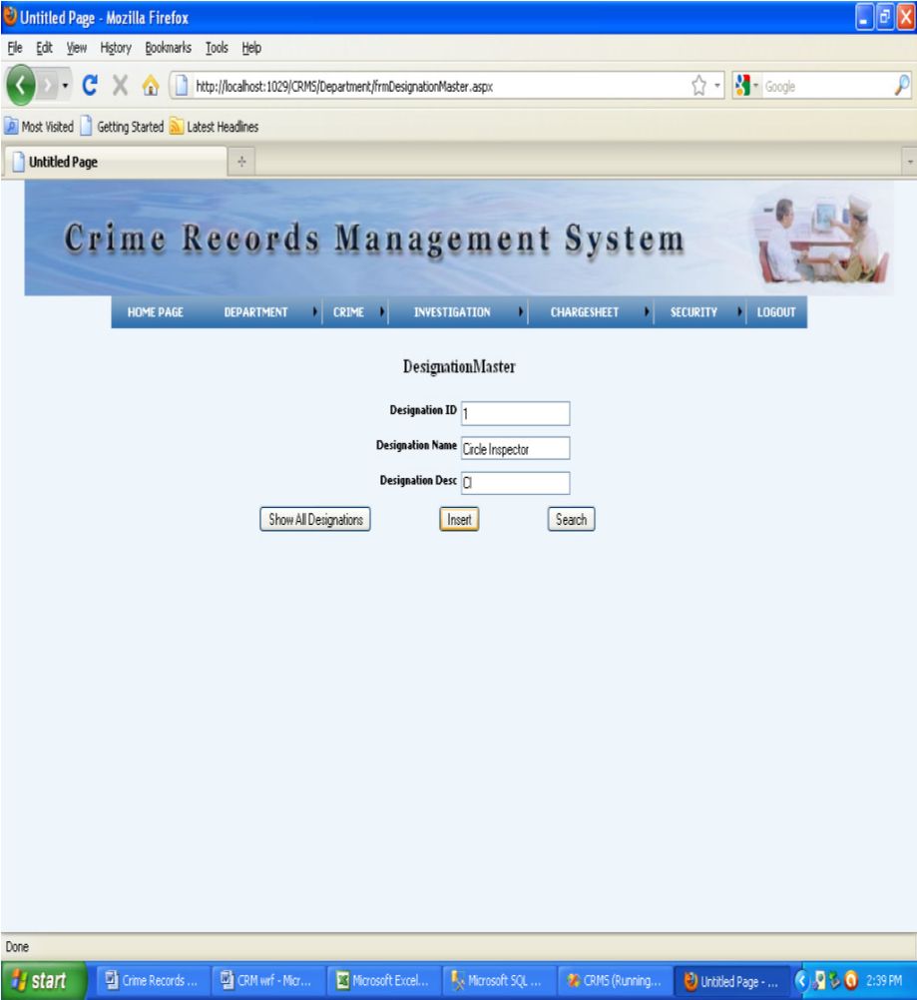 Untitled Page - Mozilla Firefox
File Edit View History Bookmarks Tools Help
http://localhost:1029/CRMS/Department/frmDesignationMaster.aspx Google
Most Visited Getting Started Latest Headlines
Untitled Page
Crime Records Management System
HOME PAGE DEPARTMENT CRIME INVESTIGATION CHARGESHEET SECURITY LOGOUT
DesignationMaster
Designation ID 1
Designation Name Circle Inspector
Designation Desc CI
Show All Designations Insert Search
Done
start Crime Records ... CRM wrf - Micr... Microsoft Excel... Microsoft SQL ... CRMS (Running... Untitled Page - ... 2:39 PM